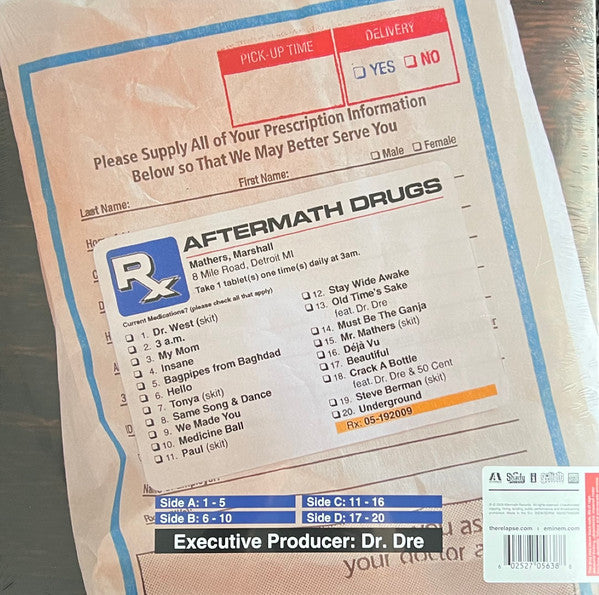 PICK-UP TIME
DELIVERY
YES NO
Please Supply All of Your Prescription Information
Below so That We May Better Serve You
Male Female
Last Name: First Name:
AFTERMATH DRUGS
Rx
Mathers, Marshall
8 Mile Road, Detroit MI
Take 1 tablet(s) one time(s) daily at 3am.
Current Medications? (please check all that apply)
1. Dr. West (skit)
2. 3 a.m.
3. My Mom
4. Insane
5. Bagpipes from Baghdad
6. Hello
7. Tonya (skit)
8. Same Song & Dance
9. We Made You
10. Medicine Ball
11. Paul (skit)
12. Stay Wide Awake
13. Old Time's Sake
feat. Dr. Dre
14. Must Be The Ganja
15. Mr. Mathers (skit)
16. Déjà Vu
17. Beautiful
18. Crack A Bottle
feat. Dr. Dre & 50 Cent
19. Steve Berman (skit)
20. Underground
Rx: 05-192009
Side A: 1 - 5
Side B: 6 - 10
Side C: 11 - 16
Side D: 17 - 20
Executive Producer: Dr. Dre
you as
your doctor a
therelapse.com | eminem.com
6 02527 05638 6